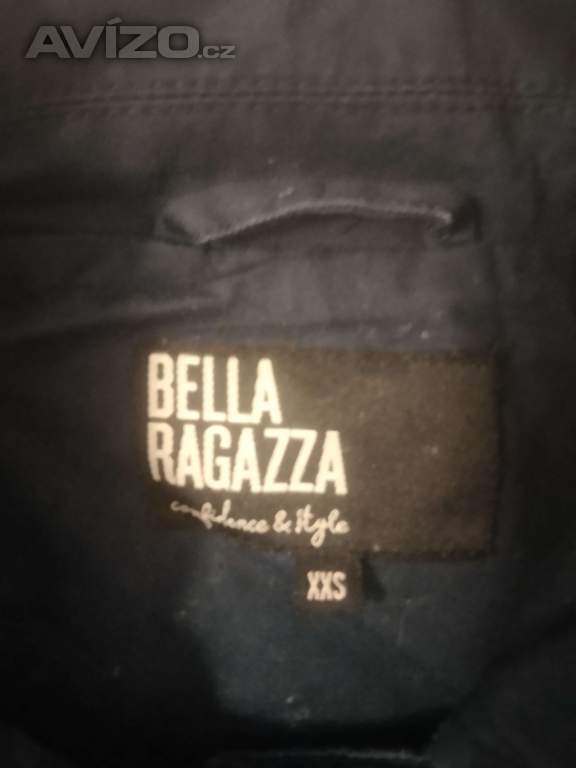 AVÍZO.cz
BELLA
RAGAZZA
confidence & style
XXS